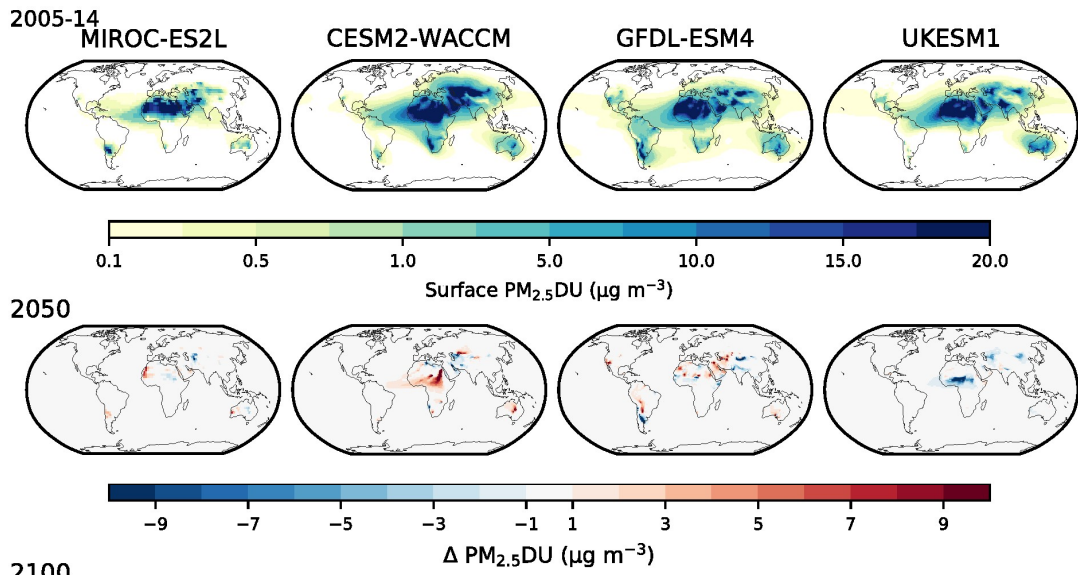 2005-14
MIROC-ES2L CESM2-WACCM GFDL-ESM4 UKESM1
0.1 0.5 1.0 5.0 10.0 15.0 20.0
Surface PM₂.₅DU (μg m⁻³)
2050
−9 −7 −5 −3 −1 1 3 5 7 9
Δ PM₂.₅DU (μg m⁻³)
2100